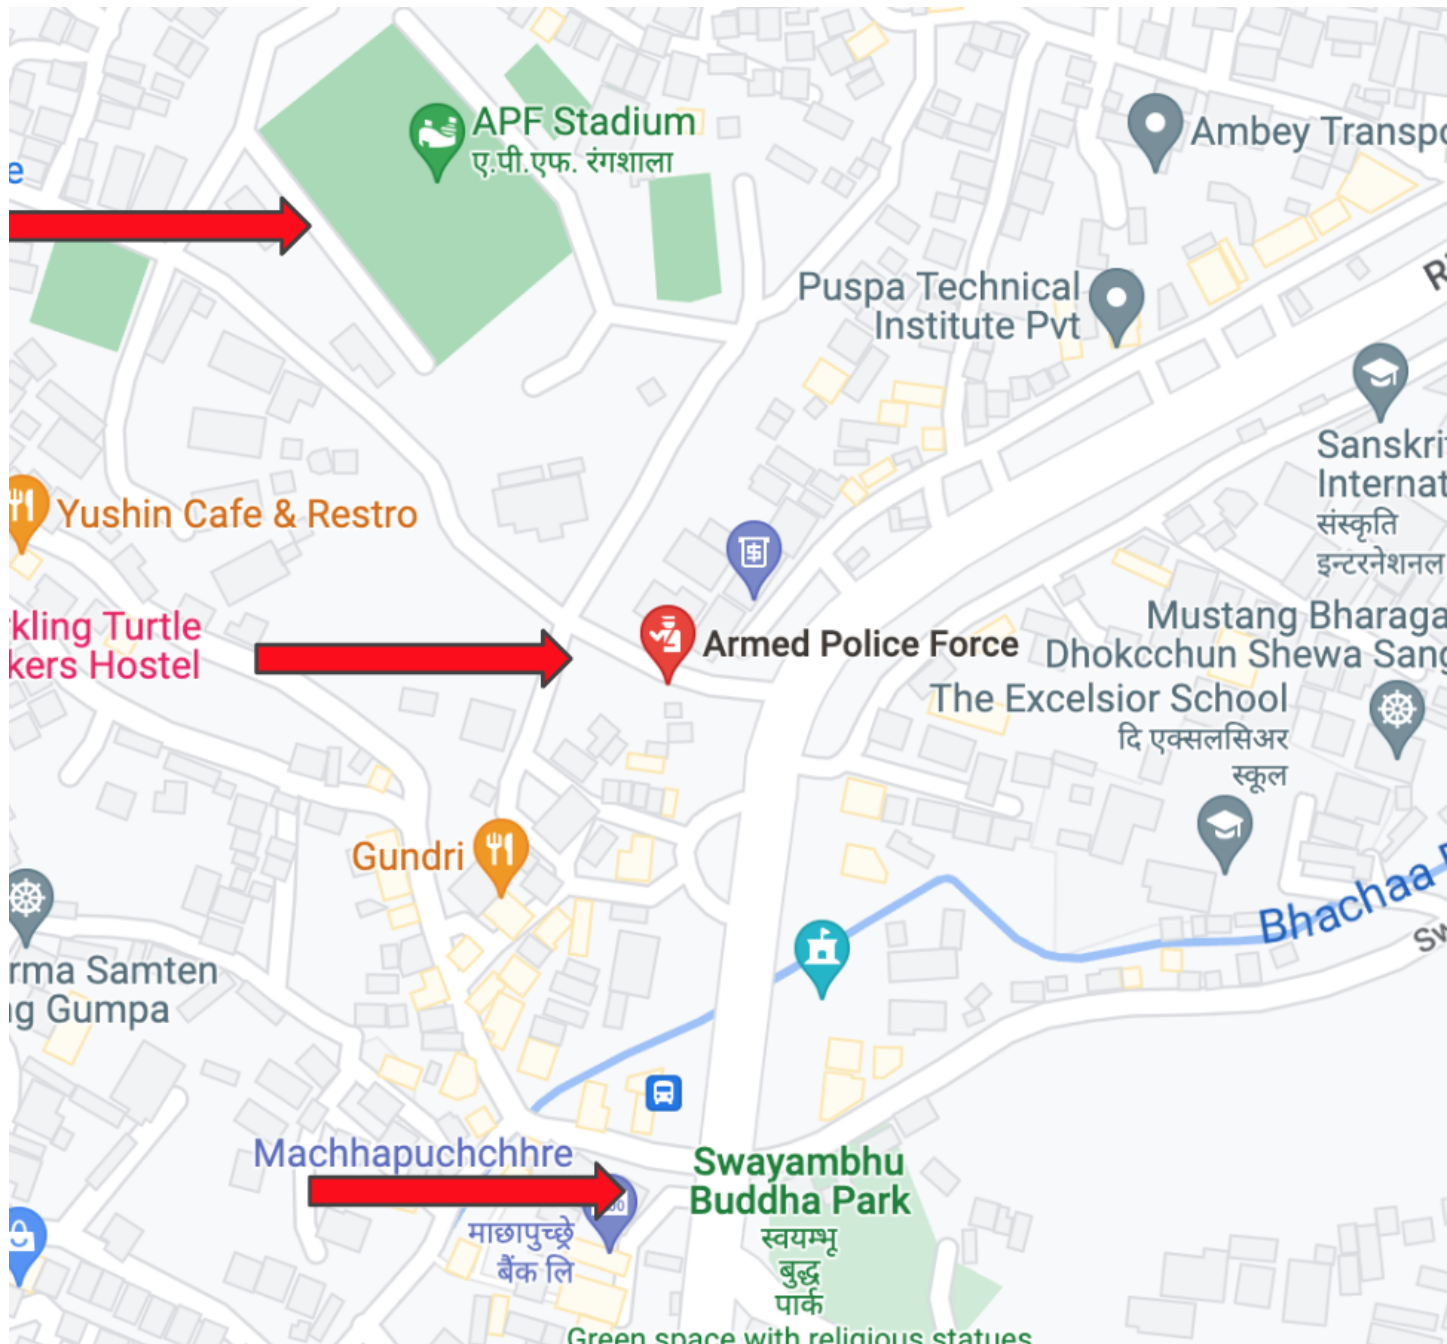 APF Stadium
ए.पी.एफ. रंगशाला
Ambey Transpo
e
Puspa Technical
Institute Pvt
Sanskri
Internat
संस्कृति
इन्टरनेशनल
Yushin Cafe & Restro
kling Turtle
kers Hostel
Armed Police Force
Mustang Bharaga
Dhokcchun Shewa Sang
The Excelsior School
दि एक्सलसिअर
स्कूल
Gundri
Bhachaa
Sw
rma Samten
g Gumpa
Machhapuchchhre
माछापुच्छ्रे
बैंक लि
Swayambhu
Buddha Park
स्वयम्भू
बुद्ध
पार्क
Green space with religious statues